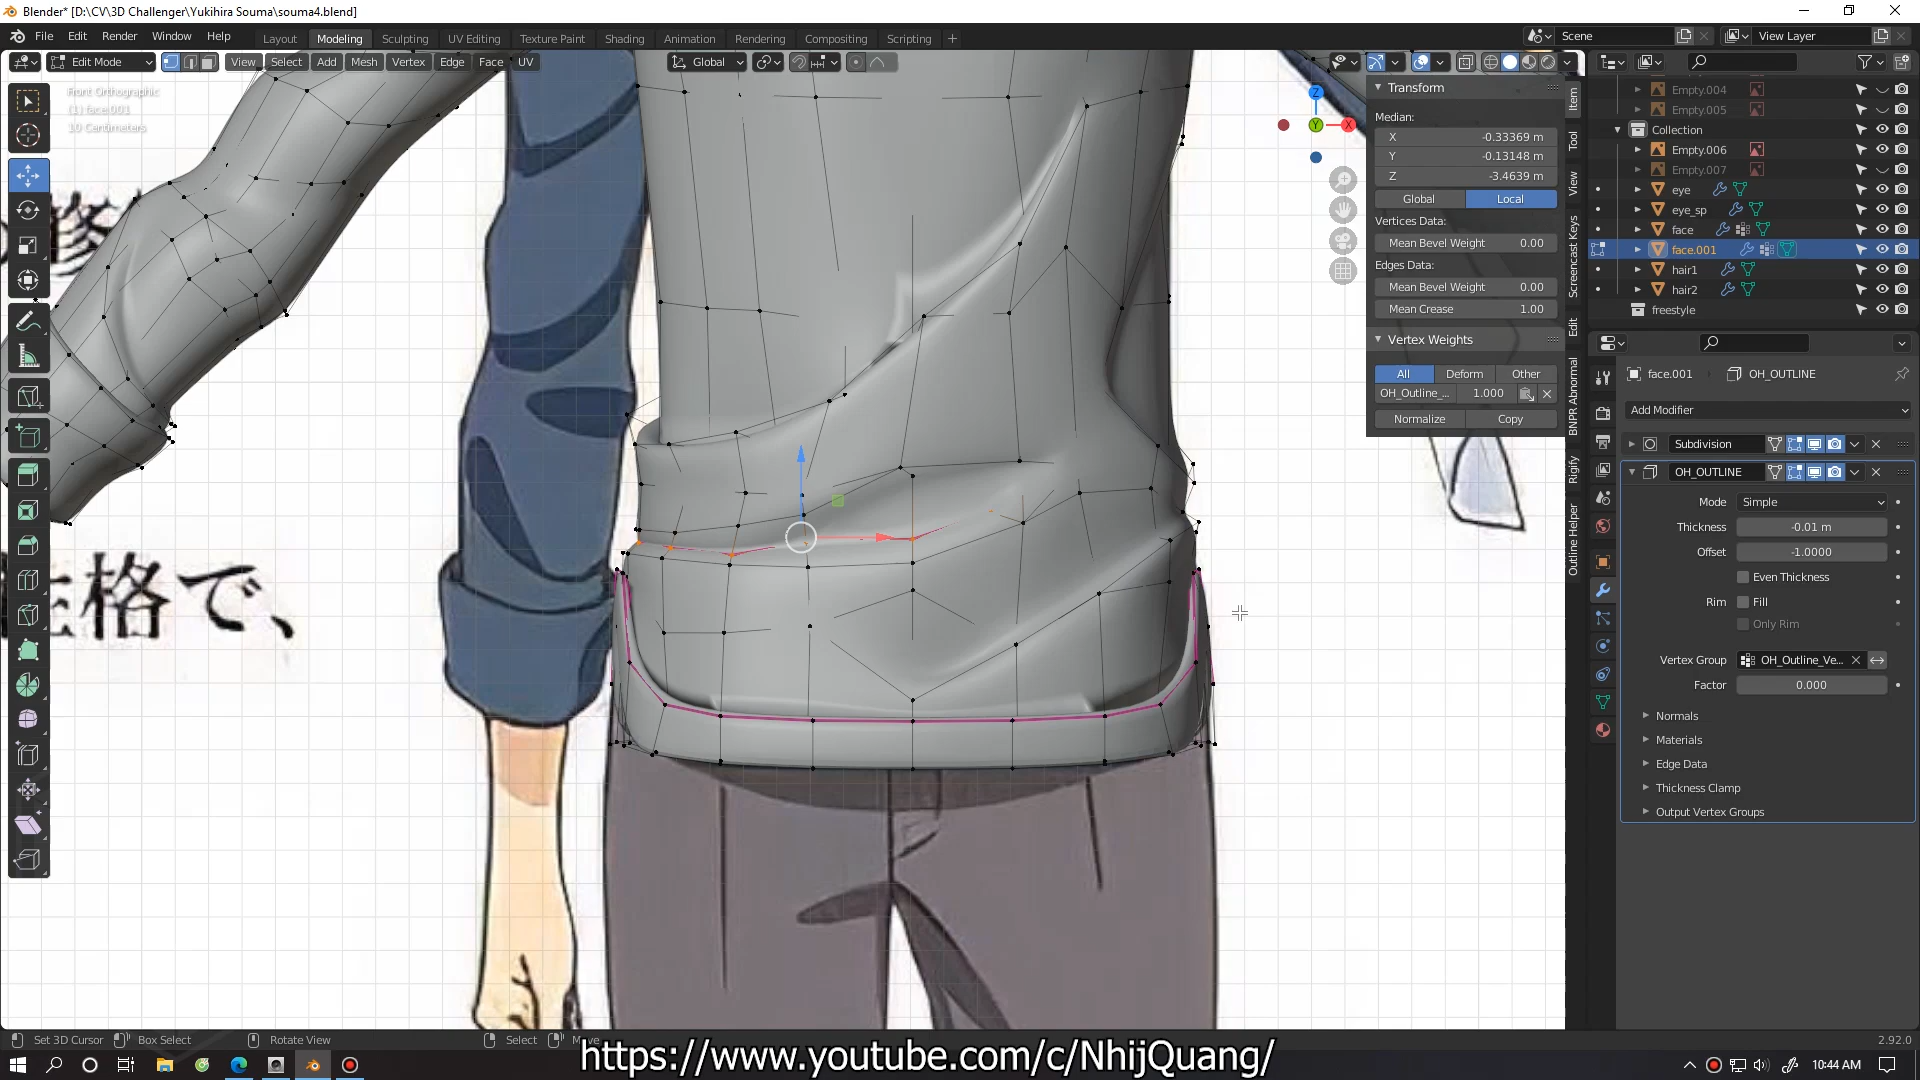 Blender* [D:\CV\3D Challenger\Yukihira Souma\souma4.blend]
File Edit Render Window Help
Layout Modeling Sculpting UV Editing Texture Paint Shading Animation Rendering Compositing Scripting +
Scene
View Layer
Edit Mode
View Select Add Mesh Vertex Edge Face UV
Global
Front Orthographic
(1) face.001
10 Centimeters
Z
Y
X
Transform
Median:
X -0.33369 m
Y -0.13148 m
Z -3.4639 m
Global Local
Vertices Data:
Mean Bevel Weight 0.00
Edges Data:
Mean Bevel Weight 0.00
Mean Crease 1.00
Vertex Weights
All Deform Other
OH_Outline_... 1.000
Normalize Copy
Item
Tool
View
Screencast Keys
Edit
BNPR Abnormal
Rigify
Outline Helper
Empty.004
Empty.005
Collection
Empty.006
Empty.007
eye
eye_sp
face
face.001
hair1
hair2
freestyle
face.001 OH_OUTLINE
Add Modifier
Subdivision
OH_OUTLINE
Mode Simple
Thickness -0.01 m
Offset -1.0000
Even Thickness
Rim Fill
Only Rim
Vertex Group OH_Outline_Ve...
Factor 0.000
Normals
Materials
Edge Data
Thickness Clamp
Output Vertex Groups
格で、
Set 3D Cursor Box Select Rotate View Select Move
2.92.0
https://www.youtube.com/c/NhijQuang/
10:44 AM